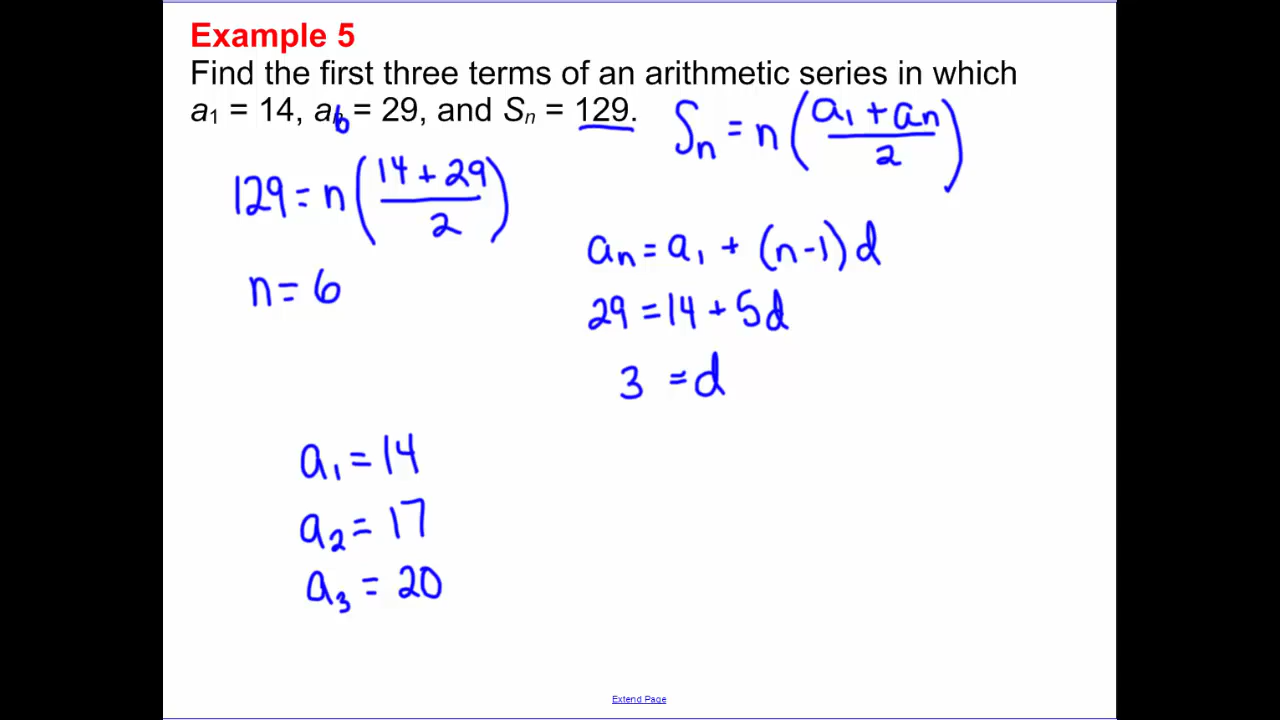 Example 5
Find the first three terms of an arithmetic series in which
a₁ = 14, a₆ = 29, and Sₙ = 129.
Sₙ = n((a₁ + aₙ)/2)
129 = n((14 + 29)/2)
aₙ = a₁ + (n-1)d
n = 6
29 = 14 + 5d
3 = d
a₁ = 14
a₂ = 17
a₃ = 20
Extend Page